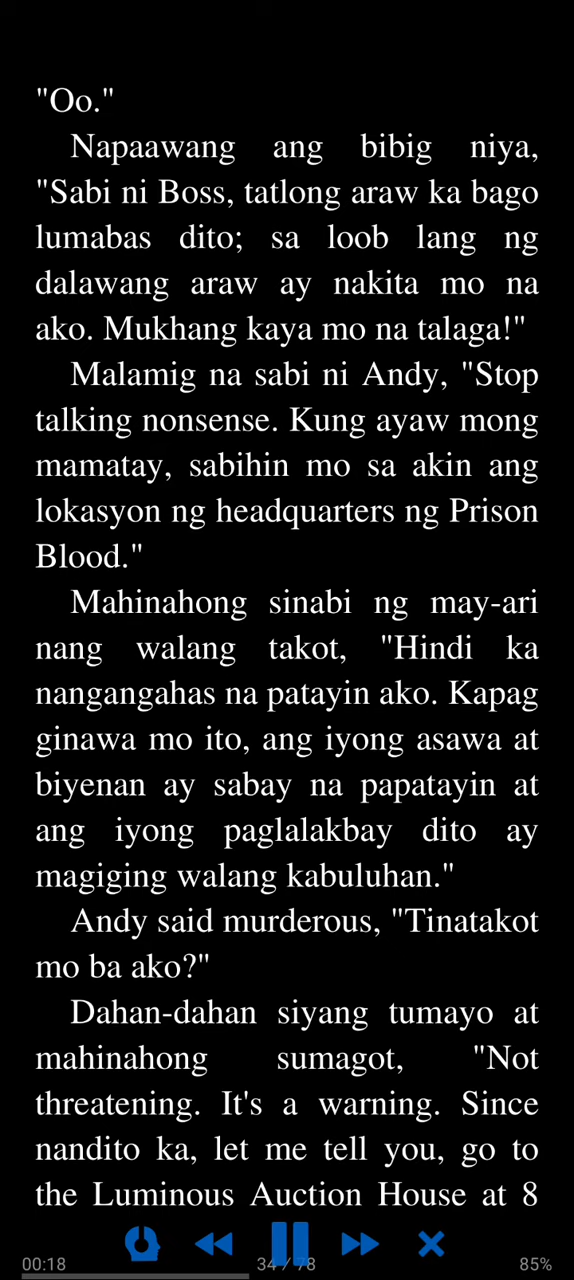 "Oo."
Napaawang ang bibig niya,
"Sabi ni Boss, tatlong araw ka bago
lumabas dito; sa loob lang ng
dalawang araw ay nakita mo na
ako. Mukhang kaya mo na talaga!"
Malamig na sabi ni Andy, "Stop
talking nonsense. Kung ayaw mong
mamatay, sabihin mo sa akin ang
lokasyon ng headquarters ng Prison
Blood."
Mahinahong sinabi ng may-ari
nang walang takot, "Hindi ka
nangangahas na patayin ako. Kapag
ginawa mo ito, ang iyong asawa at
biyenan ay sabay na papatayin at
ang iyong paglalakbay dito ay
magiging walang kabuluhan."
Andy said murderous, "Tinatakot
mo ba ako?"
Dahan-dahan siyang tumayo at
mahinahong sumagot, "Not
threatening. It's a warning. Since
nandito ka, let me tell you, go to
the Luminous Auction House at 8
00:18 34 / 78 85%